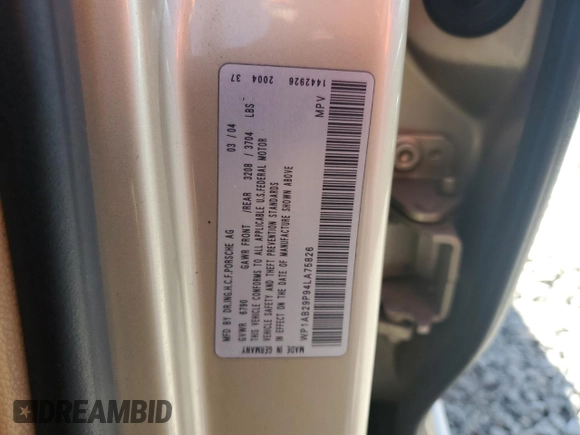 1442926 2004 37
MFD BY DR.ING.H.C.F.PORSCHE AG 03 / 04
GVWR 6790 GAWR FRONT /REAR 3208 / 3704 LBS
THIS VEHICLE CONFORMS TO ALL APPLICABLE U.S.FEDERAL MOTOR
VEHICLE SAFETY AND THEFT PREVENTION STANDARDS
IN EFFECT ON THE DATE OF MANUFACTURE SHOWN ABOVE
WP1AB29P94LA75826 MPV
MADE IN GERMANY
DREAMBID